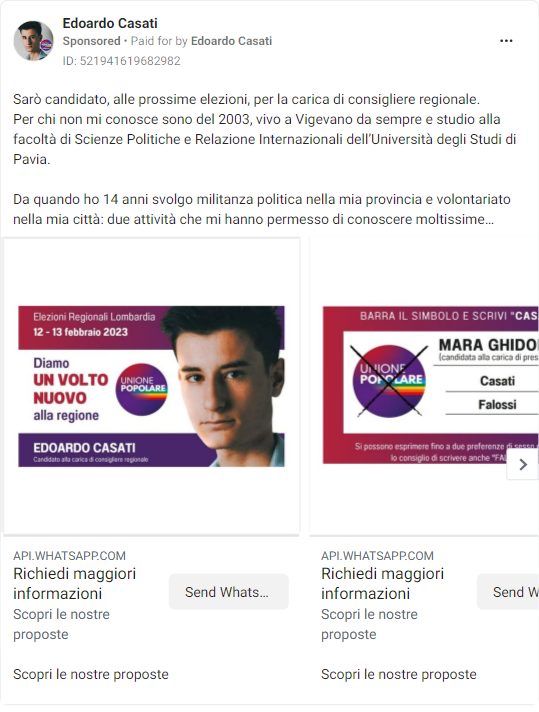 Edoardo Casati
Sponsored • Paid for by Edoardo Casati
ID: 521941619682982
Sarò candidato, alle prossime elezioni, per la carica di consigliere regionale.
Per chi non mi conosce sono del 2003, vivo a Vigevano da sempre e studio alla
facoltà di Scienze Politiche e Relazione Internazionali dell'Università degli Studi di
Pavia.
Da quando ho 14 anni svolgo militanza politica nella mia provincia e volontariato
nella mia città: due attività che mi hanno permesso di conoscere moltissime...
Elezioni Regionali Lombardia
12 - 13 febbraio 2023
Diamo
UN VOLTO
NUOVO
alla regione
UNIONE
POPOLARE
EDOARDO CASATI
Candidato alla carica di consigliere regionale
BARRA IL SIMBOLO E SCRIVI "CAS
UNIONE
POPOLARE
MARA GHIDO
(candidata alla carica di pres
Casati
Falossi
Si possono esprimere fino a due preferenze di sesso
lo consiglio di scrivere anche "FA
API.WHATSAPP.COM
Richiedi maggiori
informazioni
Scopri le nostre
proposte
Send Whats...
Scopri le nostre proposte
API.WHATSAPP.COM
Richiedi maggiori
informazioni
Scopri le nostre
proposte
Send W
Scopri le nostre proposte